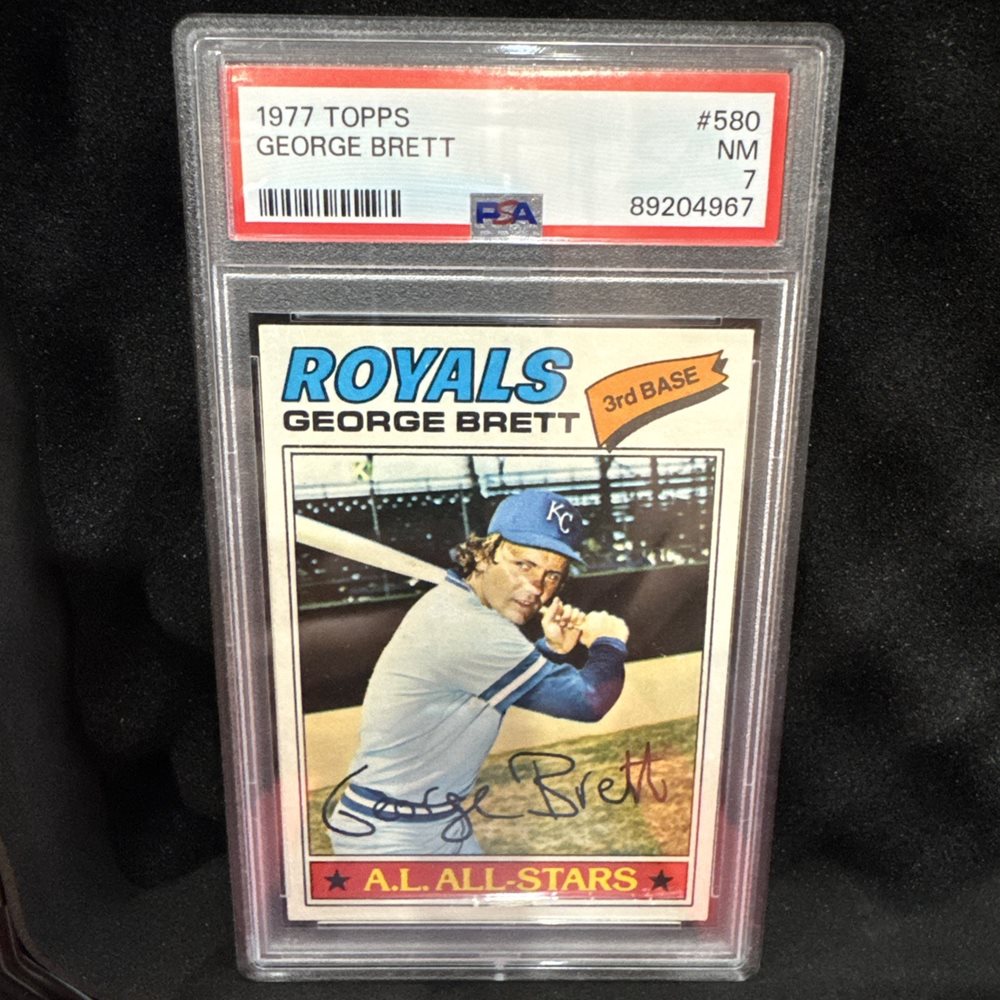 1977 TOPPS #580
GEORGE BRETT NM
7
PSA 89204967
ROYALS
GEORGE BRETT
3rd BASE
KC
George Brett
A.L. ALL-STARS